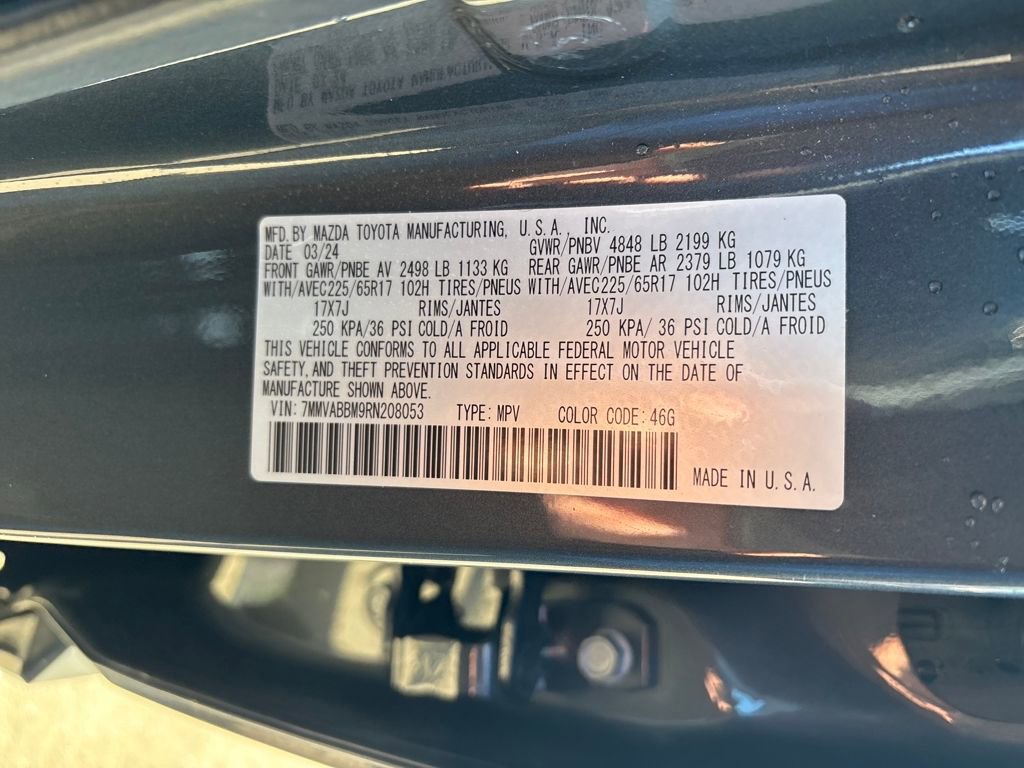 MFD. BY MAZDA TOYOTA MANUFACTURING, U.S.A., INC.
DATE 03/24 GVWR/PNBV 4848 LB 2199 KG
FRONT GAWR/PNBE AV 2498 LB 1133 KG REAR GAWR/PNBE AR 2379 LB 1079 KG
WITH/AVEC225/65R17 102H TIRES/PNEUS WITH/AVEC225/65R17 102H TIRES/PNEUS
17X7J RIMS/JANTES 17X7J RIMS/JANTES
250 KPA/36 PSI COLD/A FROID 250 KPA/ 36 PSI COLD/A FROID
THIS VEHICLE CONFORMS TO ALL APPLICABLE FEDERAL MOTOR VEHICLE
SAFETY, AND THEFT PREVENTION STANDARDS IN EFFECT ON THE DATE OF
MANUFACTURE SHOWN ABOVE.
VIN: 7MMVABBM9RN208053 TYPE: MPV COLOR CODE: 46G
MADE IN U.S.A.